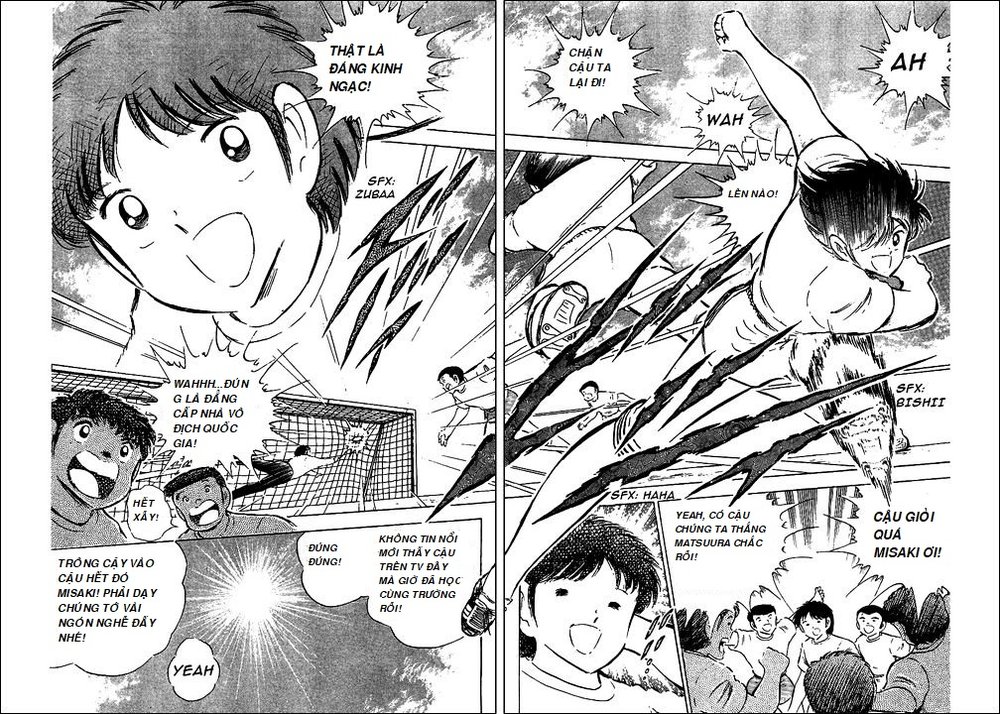 AH
CHẶN
CẬU TA
LẠI ĐI!
WAH
LÊN NÀO!
SFX:
BISHII
THẬT LÀ
ĐÁNG KINH
NGẠC!
SFX:
ZUBAA
WAHHH...ĐÚN
G LÀ ĐẲNG
CẤP NHÀ VÔ
ĐỊCH QUỐC
GIA!
HẾT
XẨY!
CẬU GIỎI
QUÁ
MISAKI ƠI!
YEAH, CÓ CẬU
CHÚNG TA THẮNG
MATSUURA CHẮC
RỒI!
SFX: HAHA
KHÔNG TIN NỔI
MỚI THẤY CẬU
TRÊN TV ĐÂY
MÀ GIỜ ĐÃ HỌC
CÙNG TRƯỜNG
RỒI!
ĐÚNG
ĐÚNG!
TRÔNG CẬY VÀO
CẬU HẾT ĐÓ
MISAKI! PHẢI DẠY
CHÚNG TỚ VÀI
NGÓN NGHỀ ĐẤY
NHÉ!
YEAH